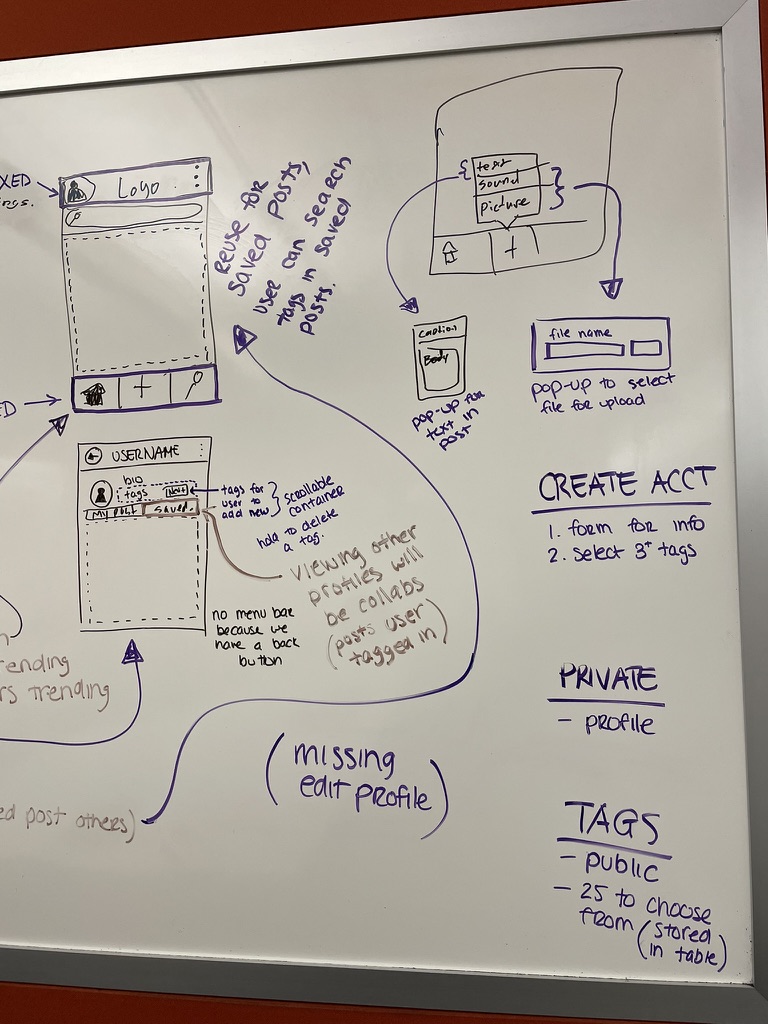 XED
ngs.
Logo
Reuse for
saved posts,
user can search
tags in saved
posts.
ED
text
sound
picture
caption
Body
pop-up for
text in
post
file name
pop-up to select
file for upload
USERNAME
bio
tags
My post
saved.
tags for
user to
add new
scrollable
container
hold to delete
a tag.
Viewing other
profiles will
be collabs
(posts user
tagged in)
no menu bar
because we
have a back
button
rending
rs trending
ed post others)
(missing
edit profile)
CREATE ACCT
1. form for info
2. select 3+ tags
PRIVATE
- profile
TAGS
- public
- 25 to choose
from (stored
in table)